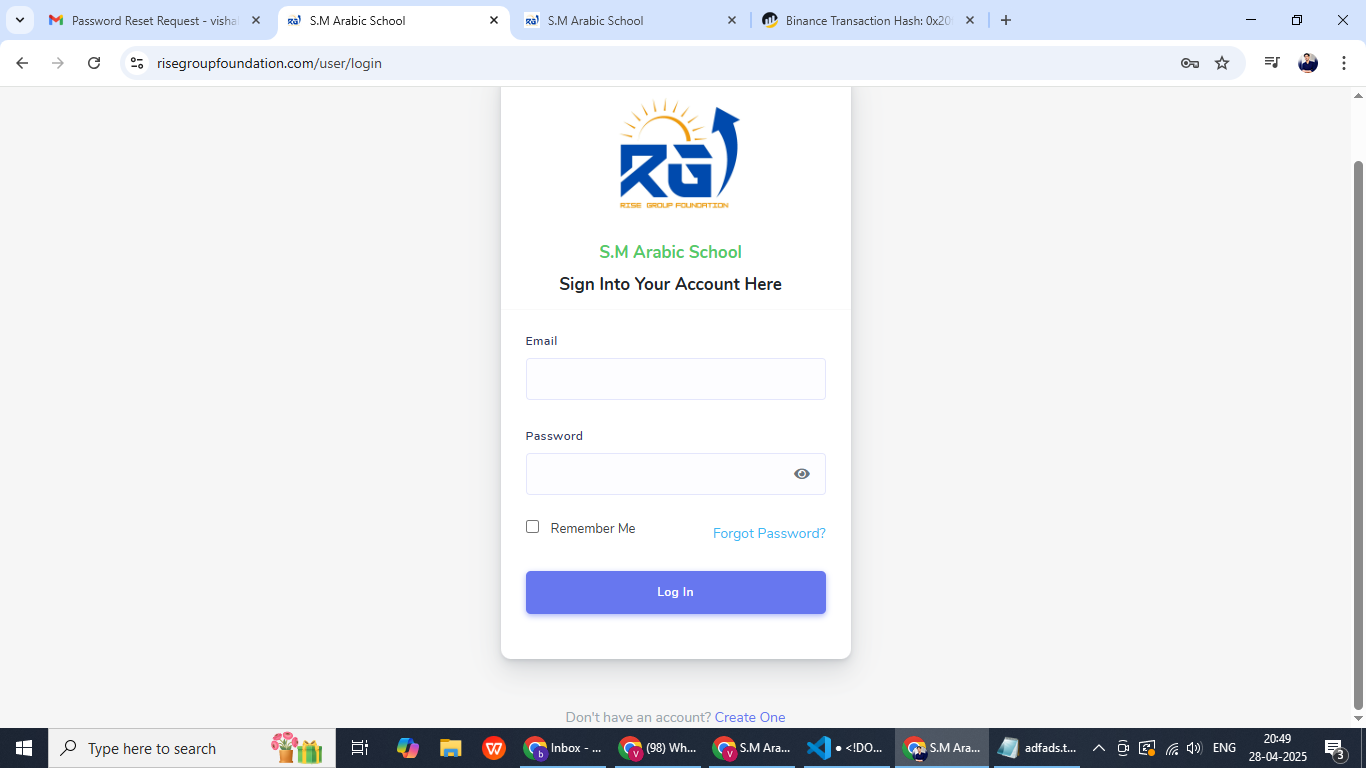 Password Reset Request - visha
S.M Arabic School
S.M Arabic School
Binance Transaction Hash: 0x20
risegroupfoundation.com/user/login
RG
RISE GROUP FOUNDATION
S.M Arabic School
Sign Into Your Account Here
Email
Password
Remember Me
Forgot Password?
Log In
Don't have an account? Create One
Type here to search
Inbox - ...
(98) Wh...
S.M Ara...
● <!DO...
S.M Ara...
adfads.t...
ENG
20:49
28-04-2025
3